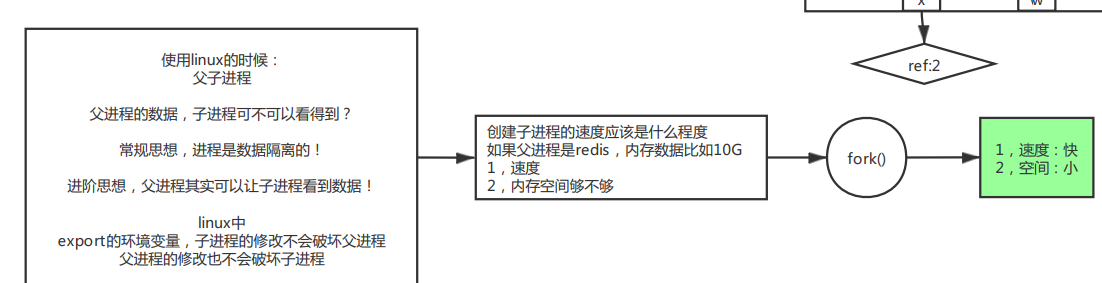 x
w
ref:2
使用linux的时候：
父子进程
父进程的数据，子进程可不可以看得到？
常规思想，进程是数据隔离的！
进阶思想，父进程其实可以让子进程看到数据！
linux中
export的环境变量，子进程的修改不会破坏父进程
父进程的修改也不会破坏子进程
创建子进程的速度应该是什么程度
如果父进程是redis，内存数据比如10G
1，速度
2，内存空间够不够
fork()
1，速度：快
2，空间：小